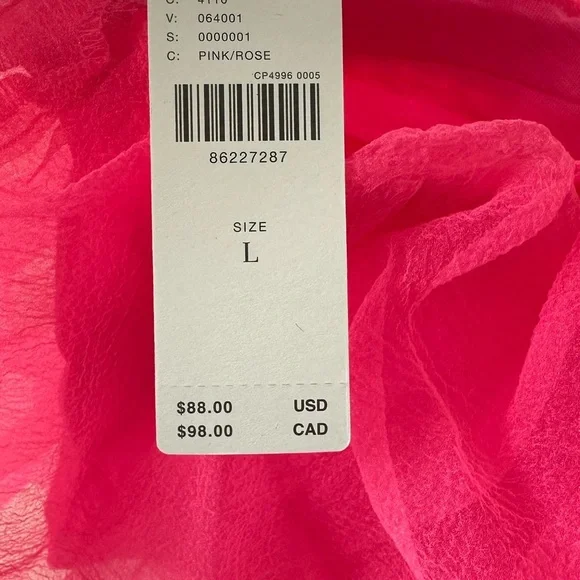 V: 064001
S: 0000001
C: PINK/ROSE
CP4996 0005
86227287
SIZE
L
$88.00 USD
$98.00 CAD